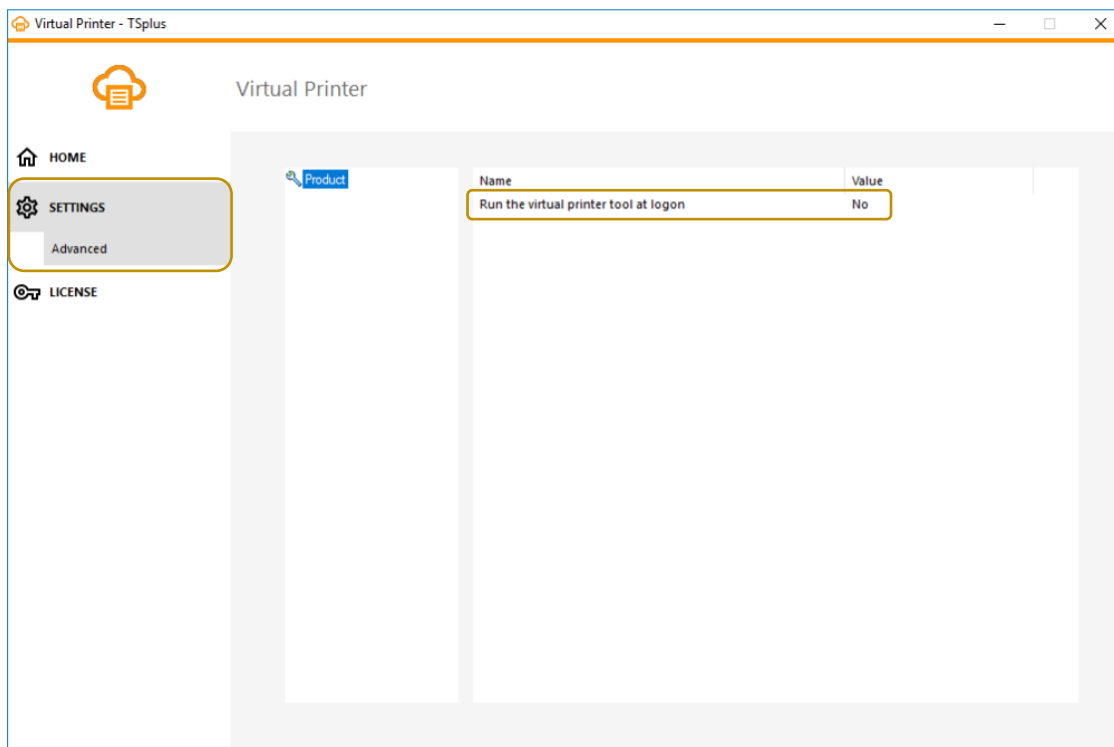 Virtual Printer - TSplus
Virtual Printer
HOME
SETTINGS
Advanced
LICENSE
Product
Name Value
Run the virtual printer tool at logon No